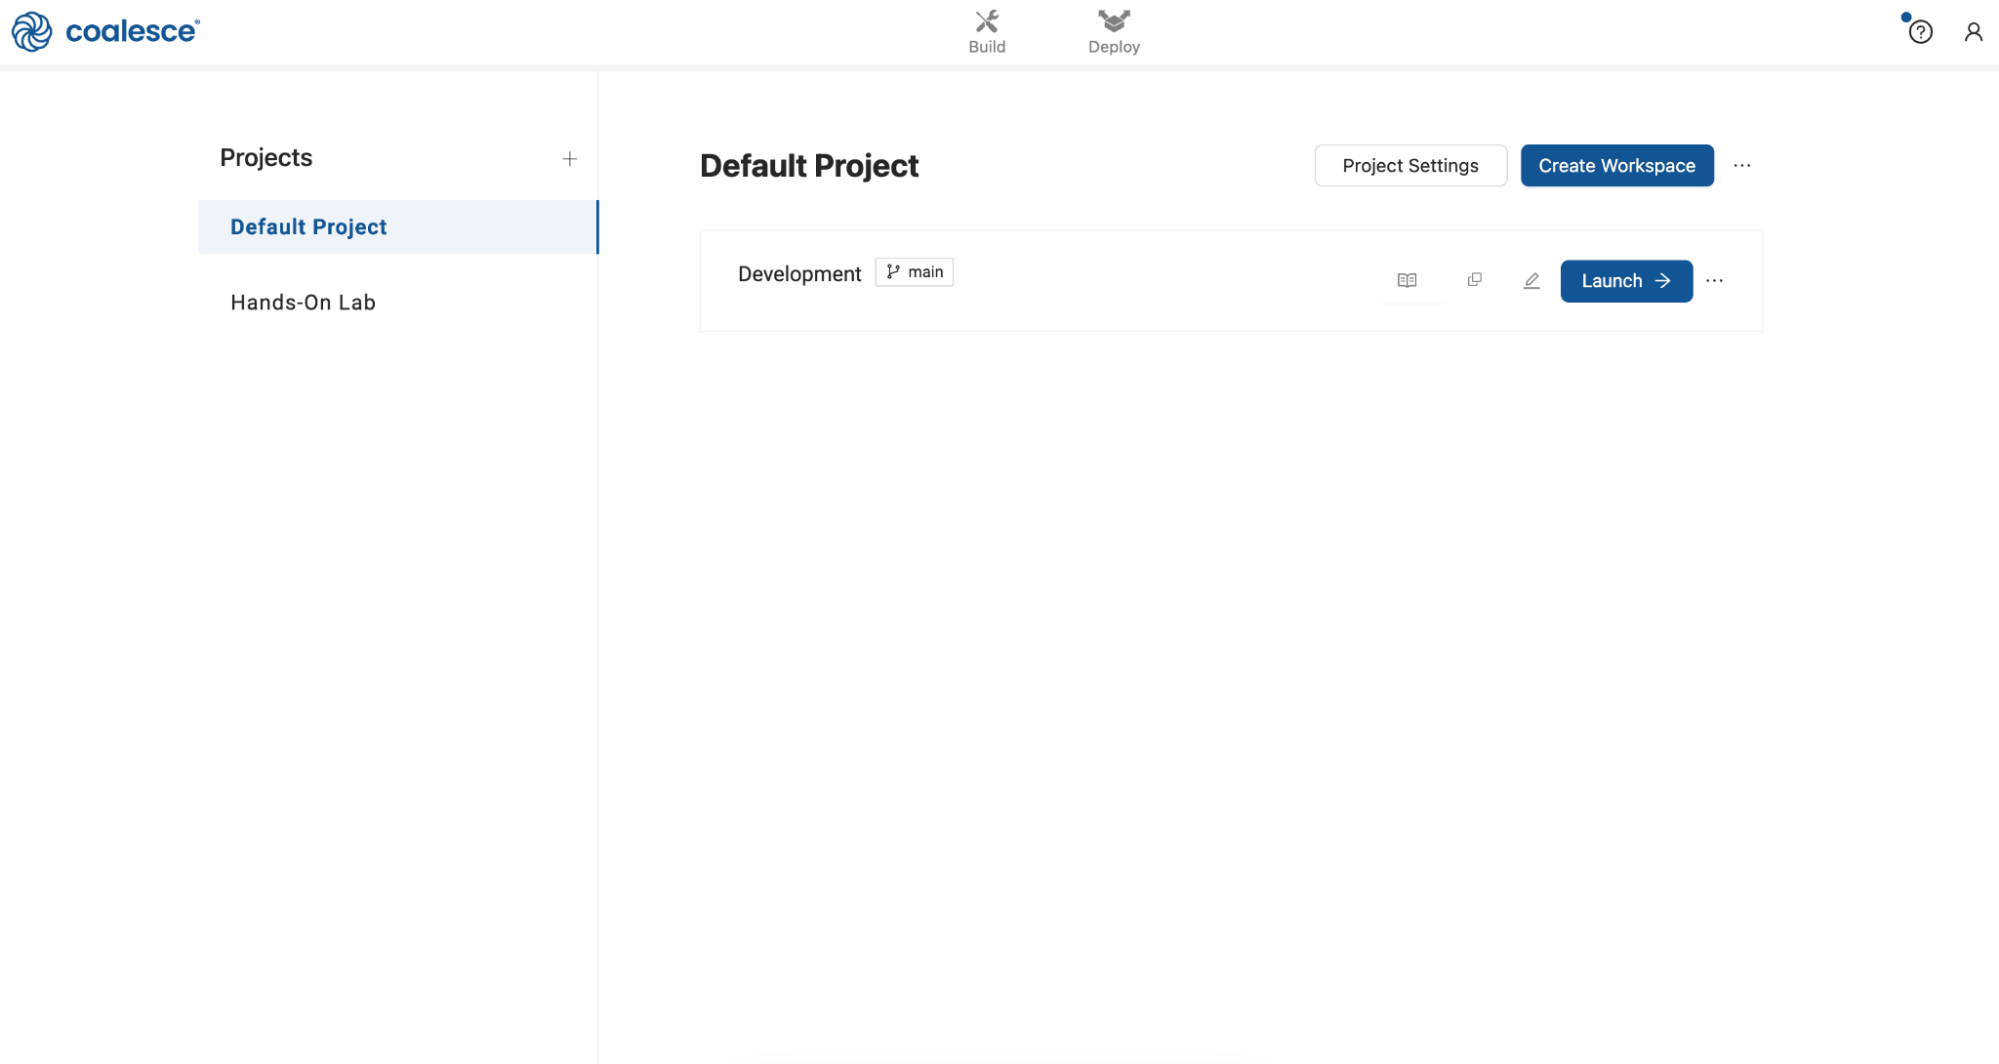 coalesce®
Build
Deploy
Projects
Default Project
Hands-On Lab
Default Project
Project Settings
Create Workspace
Development
main
Launch